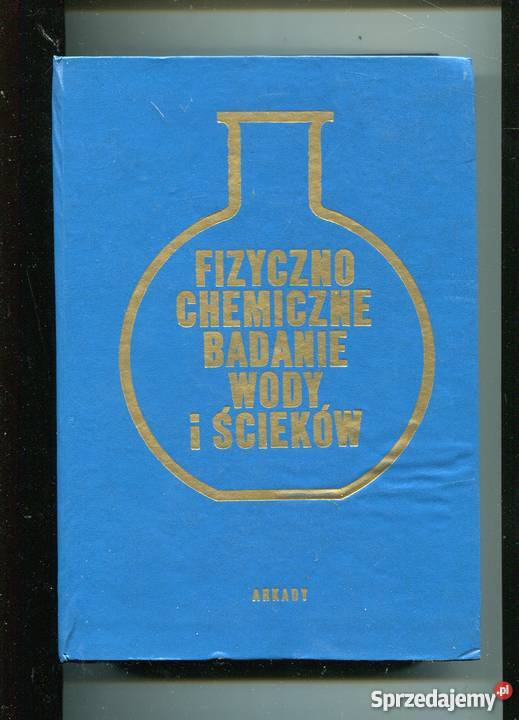 FIZYCZNO
CHEMICZNE
BADANIE
WODY
i ŚCIEKÓW
ARKADY
Sprzedajemy.pl